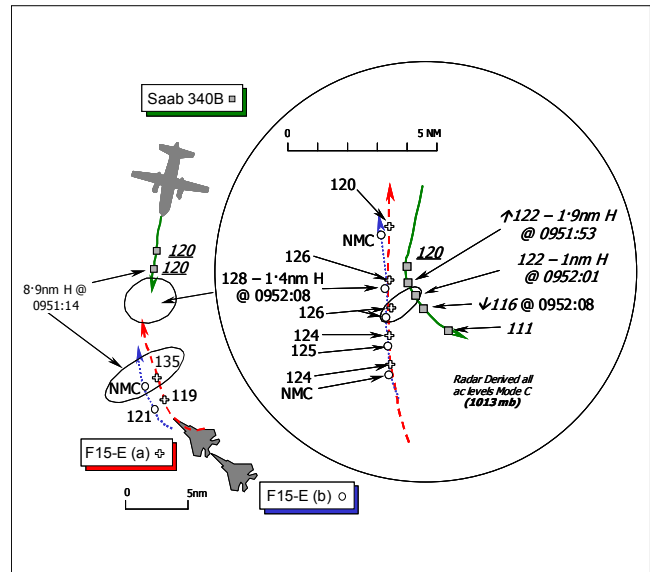 Saab 340B
0 5 NM
120
↑122 – 1·9nm H
@ 0951:53
NMC
120
120
120
126
122 – 1nm H
@ 0952:01
8·9nm H @
0951:14
128 – 1·4nm H
@ 0952:08
↓116 @ 0952:08
126
111
124
125
135
124
NMC
NMC
119
Radar Derived all
ac levels Mode C
(1013 mb)
121
F15-E (a)
F15-E (b)
0 5nm